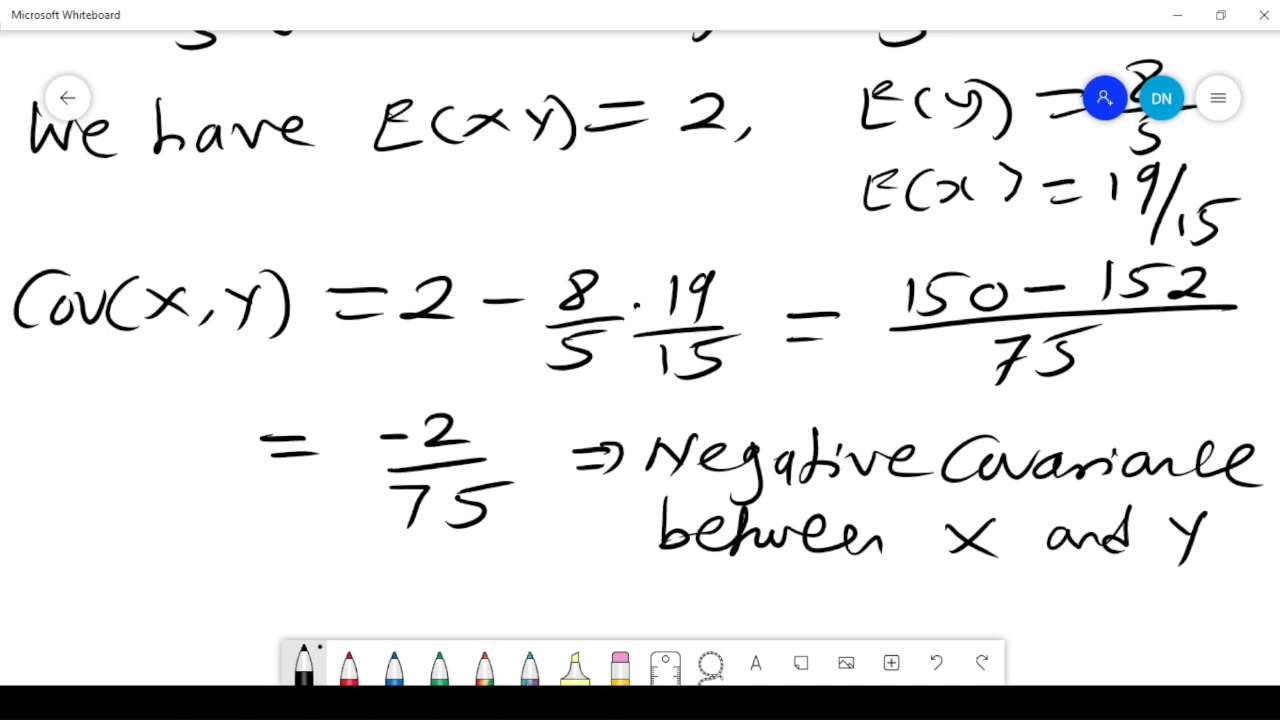 Microsoft Whiteboard
We have E(XY) = 2, E(Y) = 8/5
DN
E(X) = 19/15
Cov(X, Y) = 2 - 8/5 · 19/15 = 150 - 152 / 75
= -2/75 ⇒ Negative Covariance
between X and Y
A